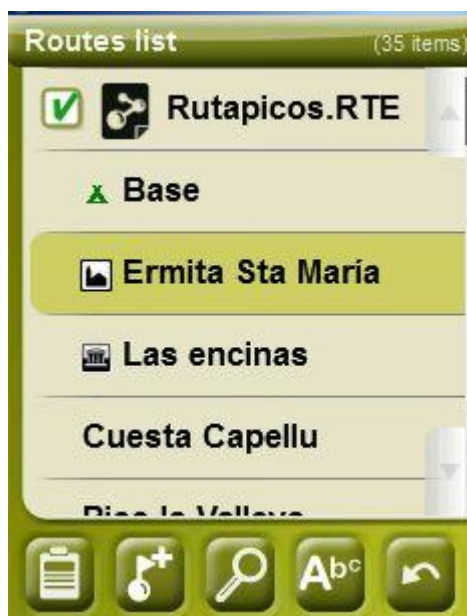 Routes list (35 items)
Rutapicos.RTE
Base
Ermita Sta María
Las encinas
Cuesta Capellu
Abc